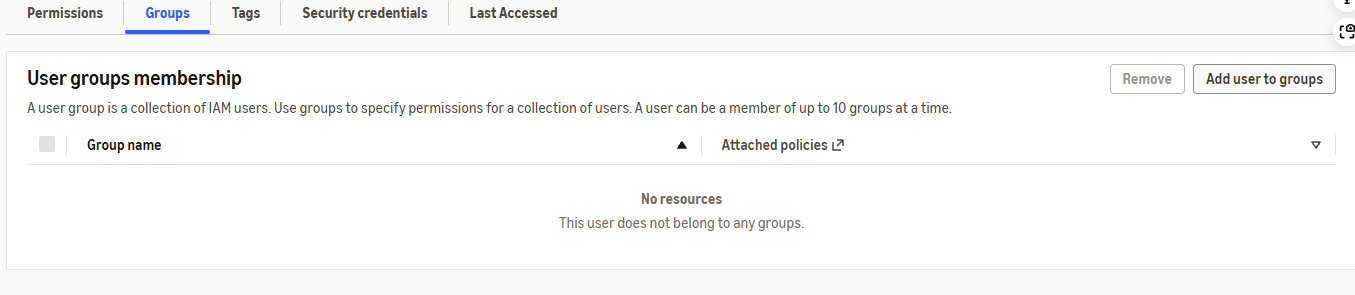 Permissions
Groups
Tags
Security credentials
Last Accessed
User groups membership
Remove
Add user to groups
A user group is a collection of IAM users. Use groups to specify permissions for a collection of users. A user can be a member of up to 10 groups at a time.
Group name
Attached policies
No resources
This user does not belong to any groups.